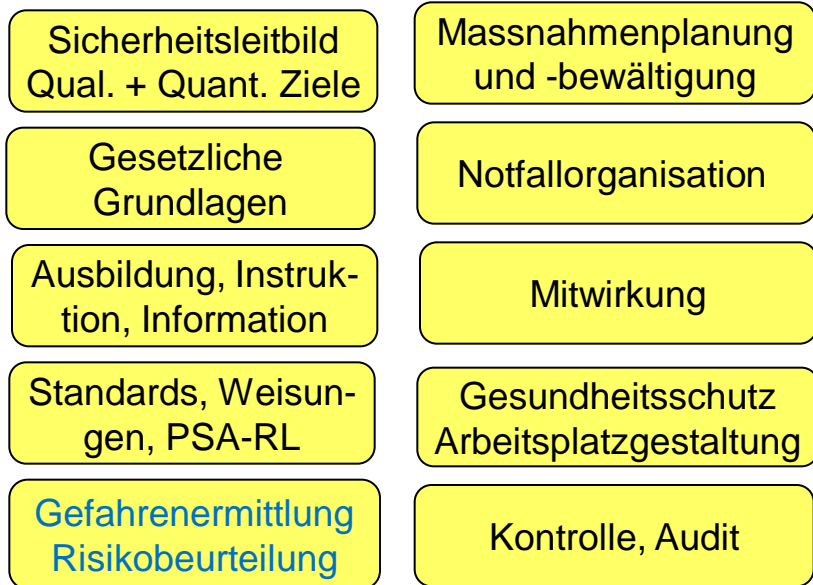 Sicherheitsleitbild
Qual. + Quant. Ziele
Gesetzliche
Grundlagen
Ausbildung, Instruk-
tion, Information
Standards, Weisun-
gen, PSA-RL
Gefahrenermittlung
Risikobeurteilung
Massnahmenplanung
und -bewältigung
Notfallorganisation
Mitwirkung
Gesundheitsschutz
Arbeitsplatzgestaltung
Kontrolle, Audit